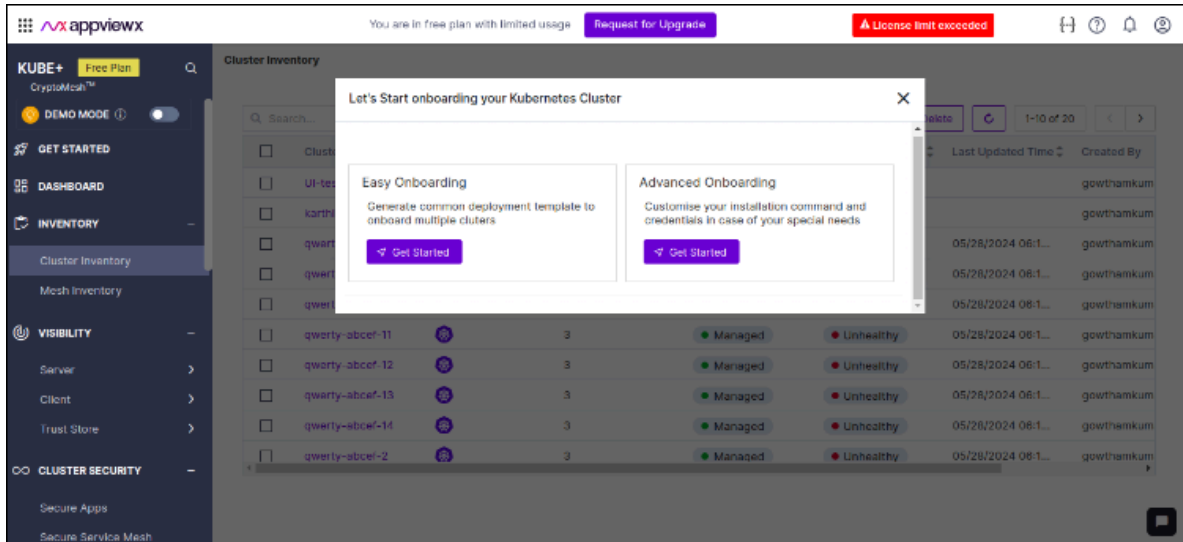 appviewx
You are in free plan with limited usage
Request for Upgrade
License limit exceeded
KUBE+
Free Plan
CryptoMesh™
DEMO MODE
GET STARTED
DASHBOARD
INVENTORY
Cluster Inventory
Mesh Inventory
VISIBILITY
Server
Client
Trust Store
CLUSTER SECURITY
Secure Apps
Secure Service Mesh
Cluster Inventory
Let's Start onboarding your Kubernetes Cluster
Easy Onboarding
Generate common deployment template to
onboard multiple cluters
Get Started
Advanced Onboarding
Customise your installation command and
credentials in case of your special needs
Get Started
Search...
1-10 of 20
Last Updated Time Created By
gowthamkum
gowthamkum
05/28/2024 06:1... gowthamkum
05/28/2024 06:1... gowthamkum
05/28/2024 06:1... gowthamkum
qwerty-abcef-11 3 Managed Unhealthy 05/28/2024 06:1... gowthamkum
qwerty-abcef-12 3 Managed Unhealthy 05/28/2024 06:1... gowthamkum
qwerty-abcef-13 3 Managed Unhealthy 05/28/2024 06:1... gowthamkum
qwerty-abcef-14 3 Managed Unhealthy 05/28/2024 06:1... gowthamkum
qwerty-abcef-2 3 Managed Unhealthy 05/28/2024 06:1... gowthamkum